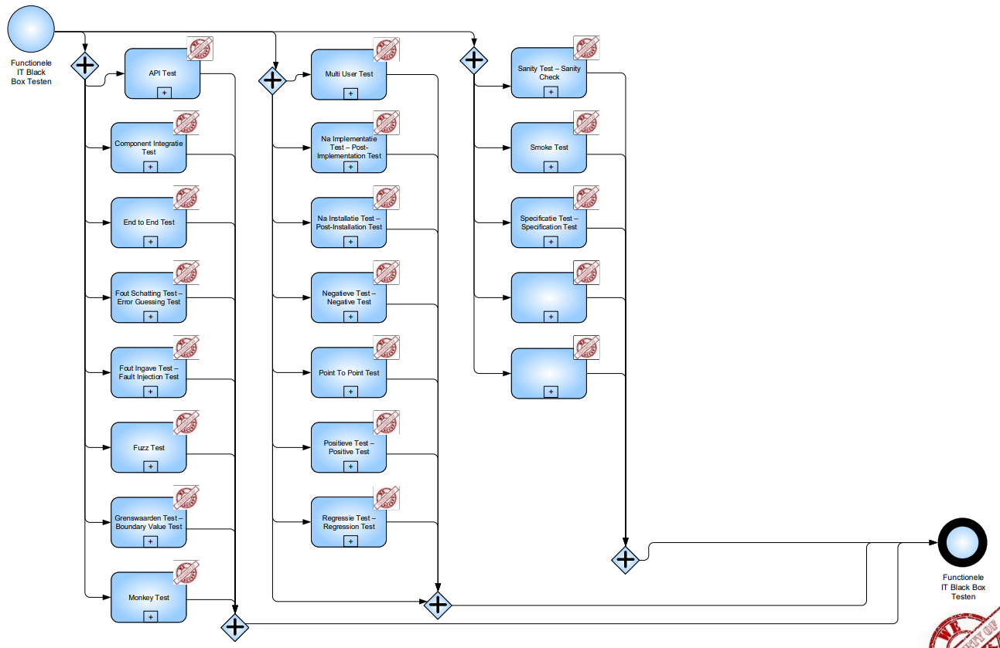 Functionele
IT Black
Box Testen
API Test
Component Integratie
Test
End to End Test
Fout Schatting Test –
Error Guessing Test
Fout Ingave Test –
Fault Injection Test
Fuzz Test
Grenswaarden Test –
Boundary Value Test
Monkey Test
Multi User Test
Na Implementatie
Test – Post-
Implementation Test
Na Installatie Test –
Post-Installation Test
Negatieve Test –
Negative Test
Point To Point Test
Positieve Test –
Positive Test
Regressie Test –
Regression Test
Sanity Test – Sanity
Check
Smoke Test
Specificatie Test –
Specification Test
Functionele
IT Black Box
Testen
WE